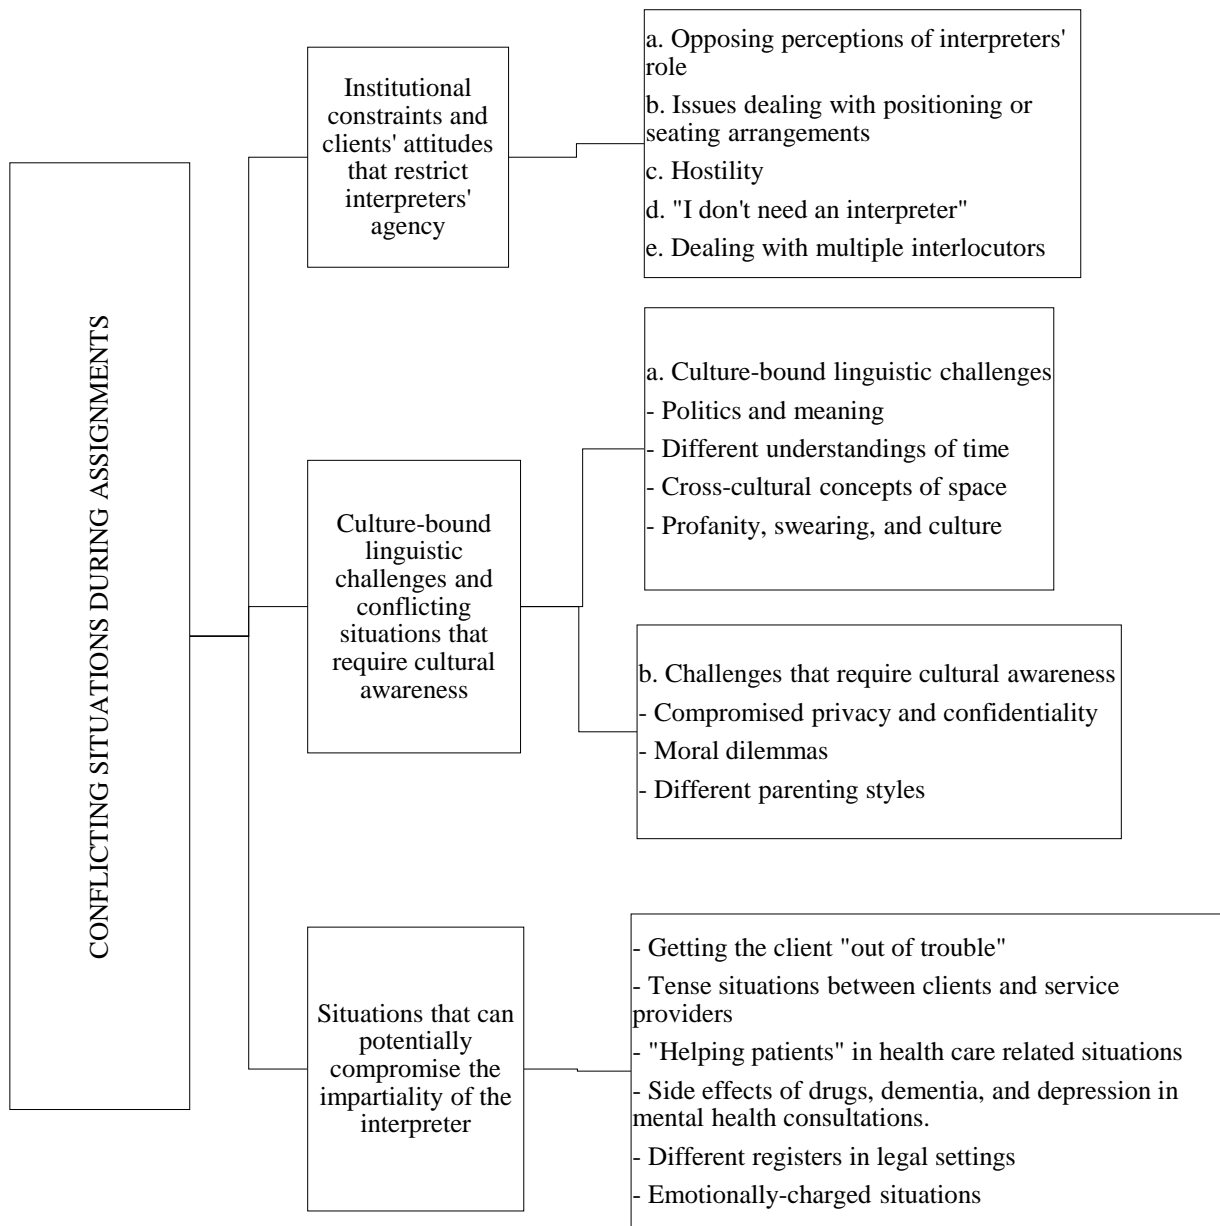 CONFLICTING SITUATIONS DURING ASSIGNMENTS
Institutional
constraints and
clients' attitudes
that restrict
interpreters'
agency
a. Opposing perceptions of interpreters'
role
b. Issues dealing with positioning or
seating arrangements
c. Hostility
d. "I don't need an interpreter"
e. Dealing with multiple interlocutors
Culture-bound
linguistic
challenges and
conflicting
situations that
require cultural
awareness
a. Culture-bound linguistic challenges
- Politics and meaning
- Different understandings of time
- Cross-cultural concepts of space
- Profanity, swearing, and culture
b. Challenges that require cultural awareness
- Compromised privacy and confidentiality
- Moral dilemmas
- Different parenting styles
Situations that can
potentially
compromise the
impartiality of the
interpreter
- Getting the client "out of trouble"
- Tense situations between clients and service
providers
- "Helping patients" in health care related situations
- Side effects of drugs, dementia, and depression in
mental health consultations.
- Different registers in legal settings
- Emotionally-charged situations